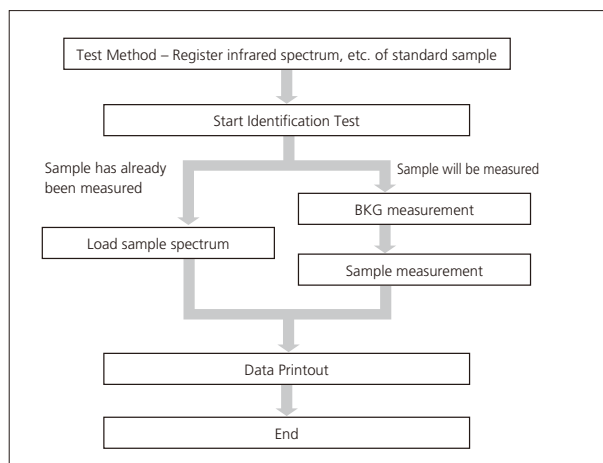 Test Method – Register infrared spectrum, etc. of standard sample
Start Identification Test
Sample has already
been measured
Sample will be measured
BKG measurement
Load sample spectrum
Sample measurement
Data Printout
End